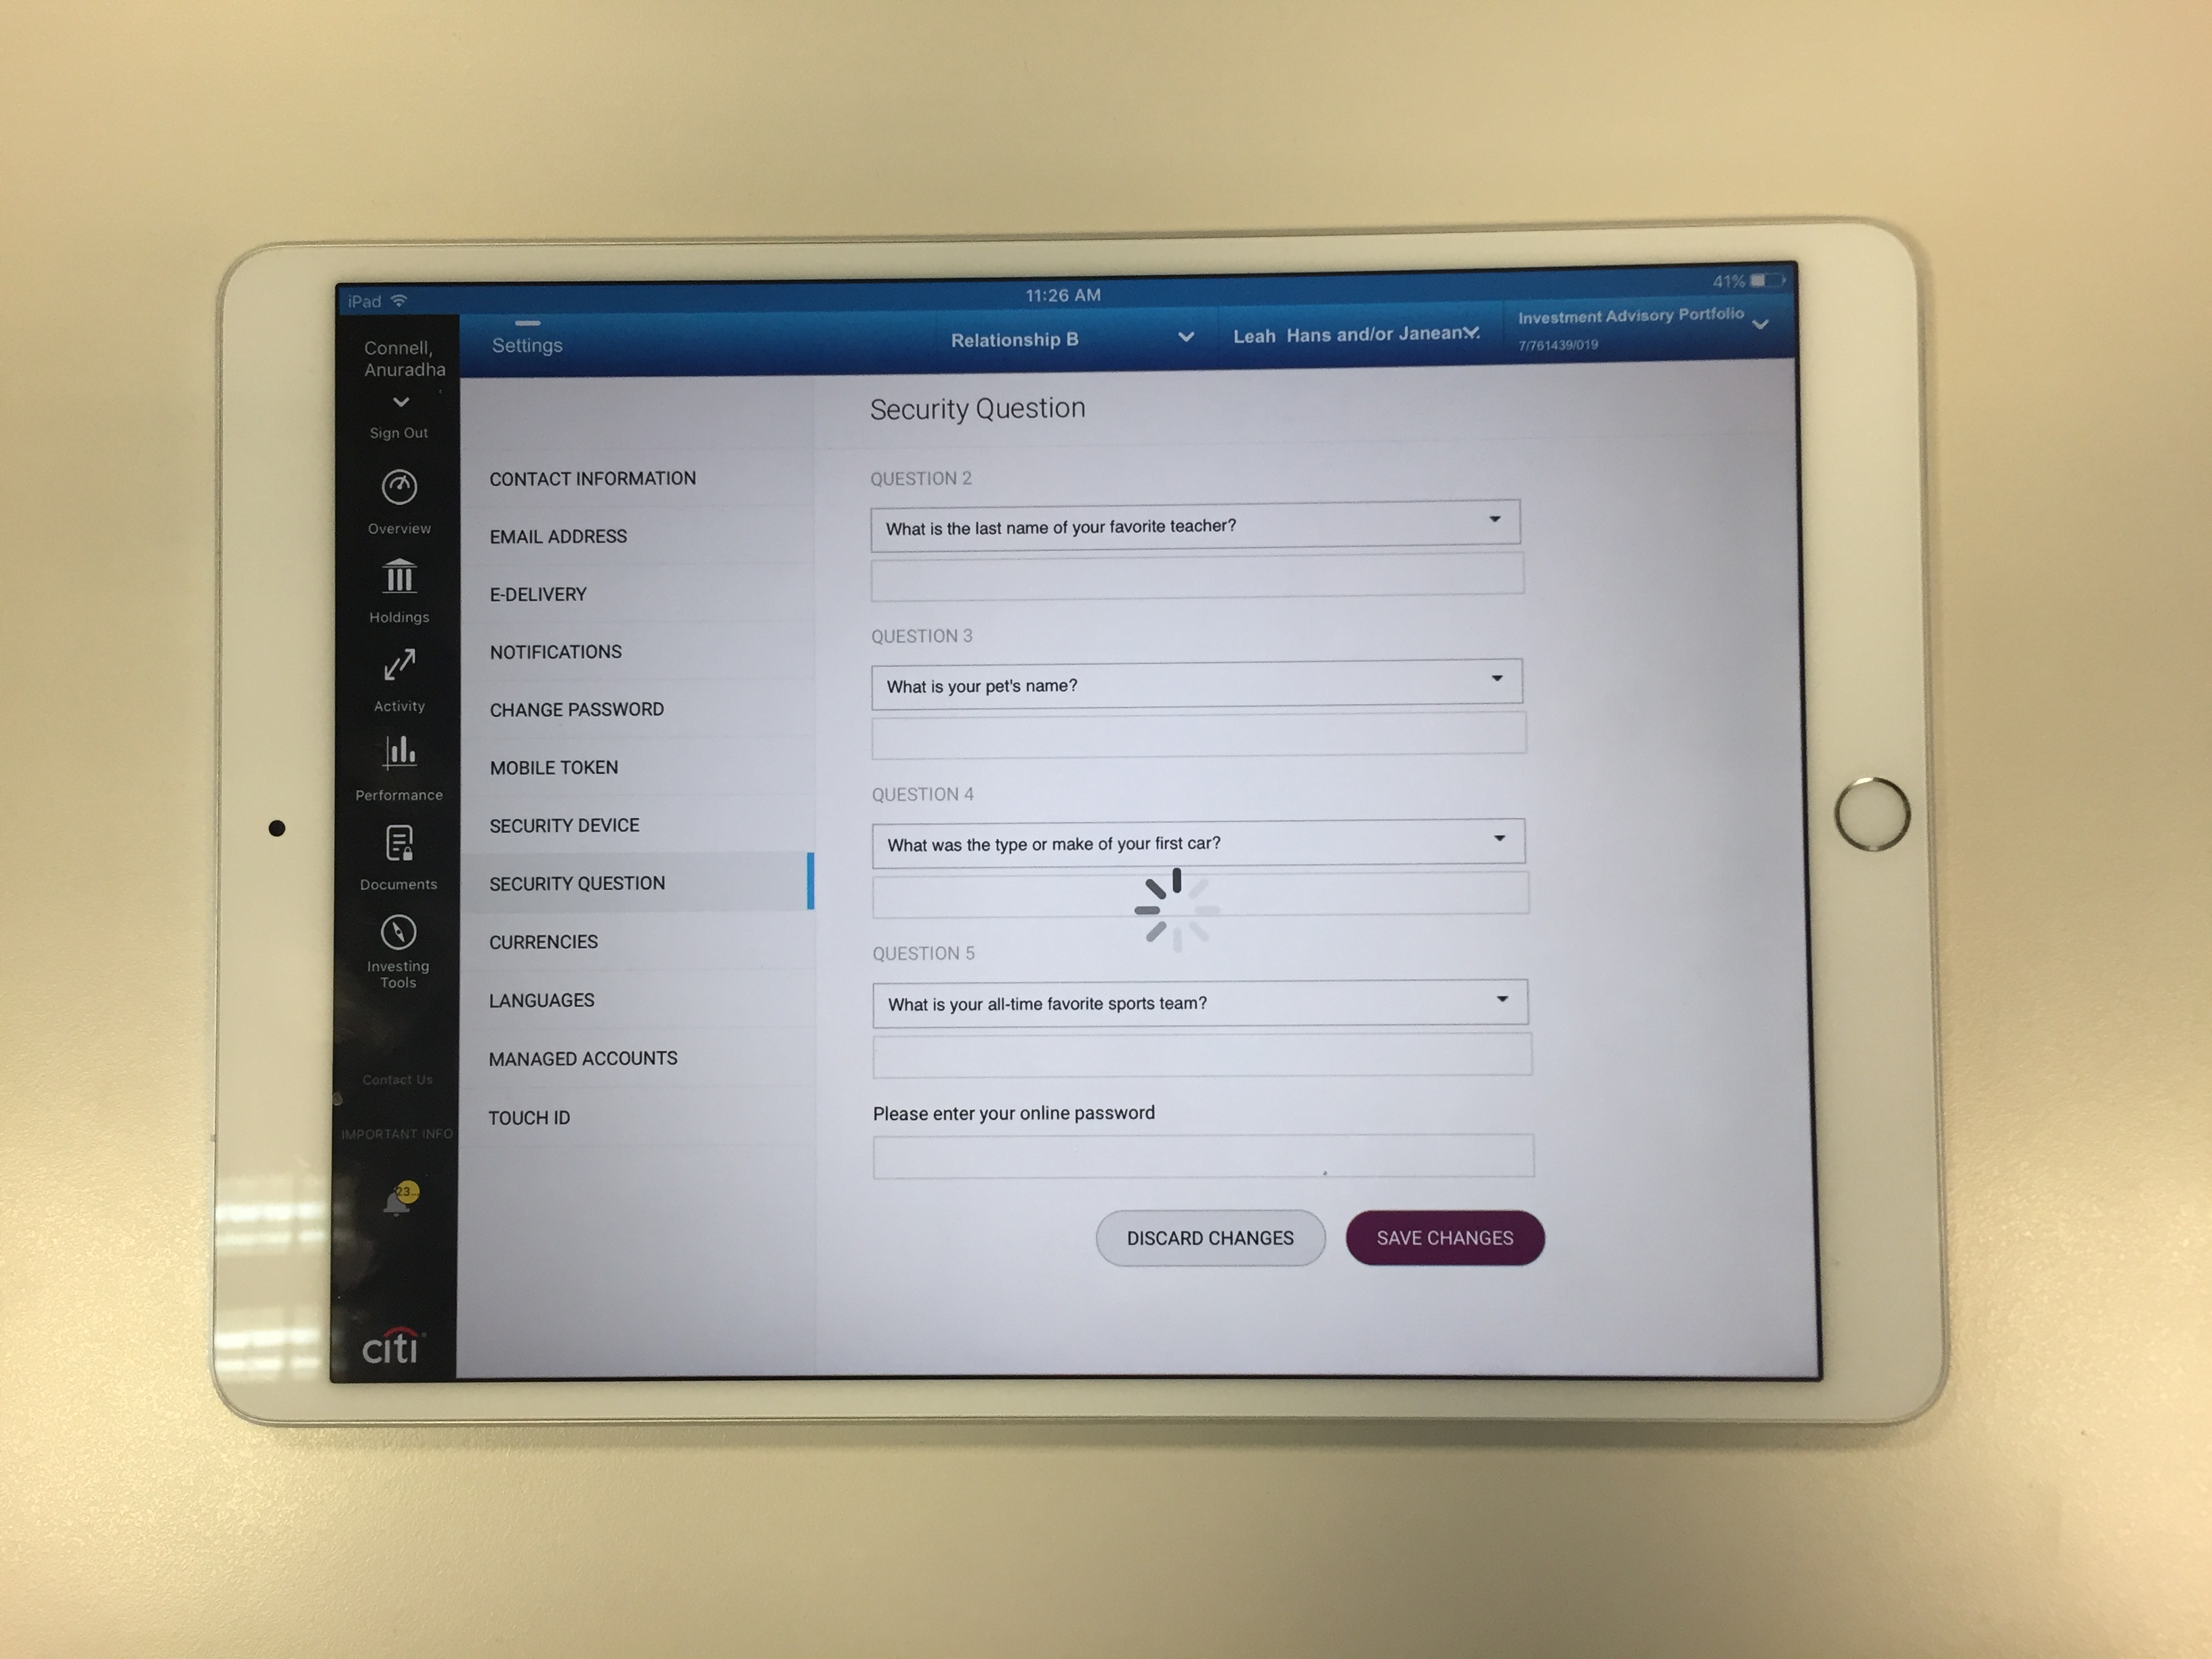 iPad
11:26 AM
41%
Connell,
Anuradha
Sign Out
Overview
Holdings
Activity
Performance
Documents
Investing
Tools
Contact Us
IMPORTANT INFO
23
citi
Settings
Relationship B
Leah Hans and/or Janean
Investment Advisory Portfolio
7/761439/019
CONTACT INFORMATION
EMAIL ADDRESS
E-DELIVERY
NOTIFICATIONS
CHANGE PASSWORD
MOBILE TOKEN
SECURITY DEVICE
SECURITY QUESTION
CURRENCIES
LANGUAGES
MANAGED ACCOUNTS
TOUCH ID
Security Question
QUESTION 2
What is the last name of your favorite teacher?
QUESTION 3
What is your pet's name?
QUESTION 4
What was the type or make of your first car?
QUESTION 5
What is your all-time favorite sports team?
Please enter your online password
DISCARD CHANGES
SAVE CHANGES